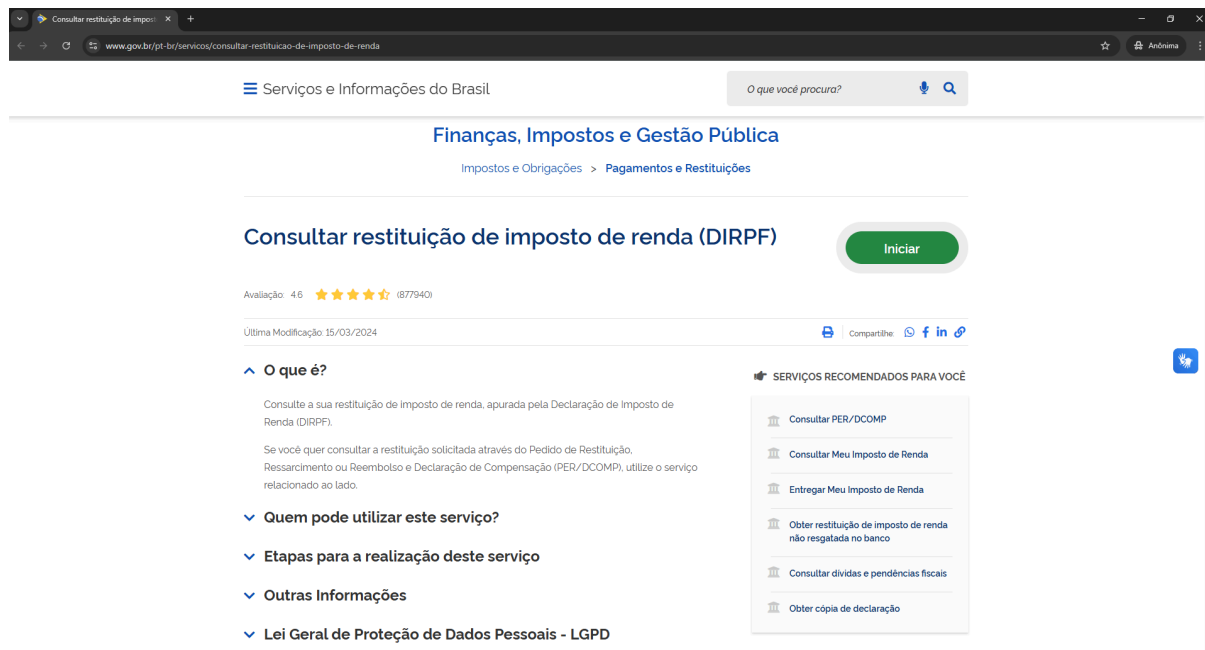 Consultar restituição de impost
www.gov.br/pt-br/servicos/consultar-restituicao-de-imposto-de-renda
Anônima
Serviços e Informações do Brasil
O que você procura?
Finanças, Impostos e Gestão Pública
Impostos e Obrigações > Pagamentos e Restituições
Consultar restituição de imposto de renda (DIRPF)
Iniciar
Avaliação: 4.6 (877940)
Última Modificação: 15/03/2024
Compartilhe:
O que é?
Consulte a sua restituição de imposto de renda, apurada pela Declaração de Imposto de
Renda (DIRPF).
Se você quer consultar a restituição solicitada através do Pedido de Restituição,
Ressarcimento ou Reembolso e Declaração de Compensação (PER/DCOMP), utilize o serviço
relacionado ao lado.
Quem pode utilizar este serviço?
Etapas para a realização deste serviço
Outras Informações
Lei Geral de Proteção de Dados Pessoais - LGPD
SERVIÇOS RECOMENDADOS PARA VOCÊ
Consultar PER/DCOMP
Consultar Meu Imposto de Renda
Entregar Meu Imposto de Renda
Obter restituição de imposto de renda
não resgatada no banco
Consultar dívidas e pendências fiscais
Obter cópia de declaração